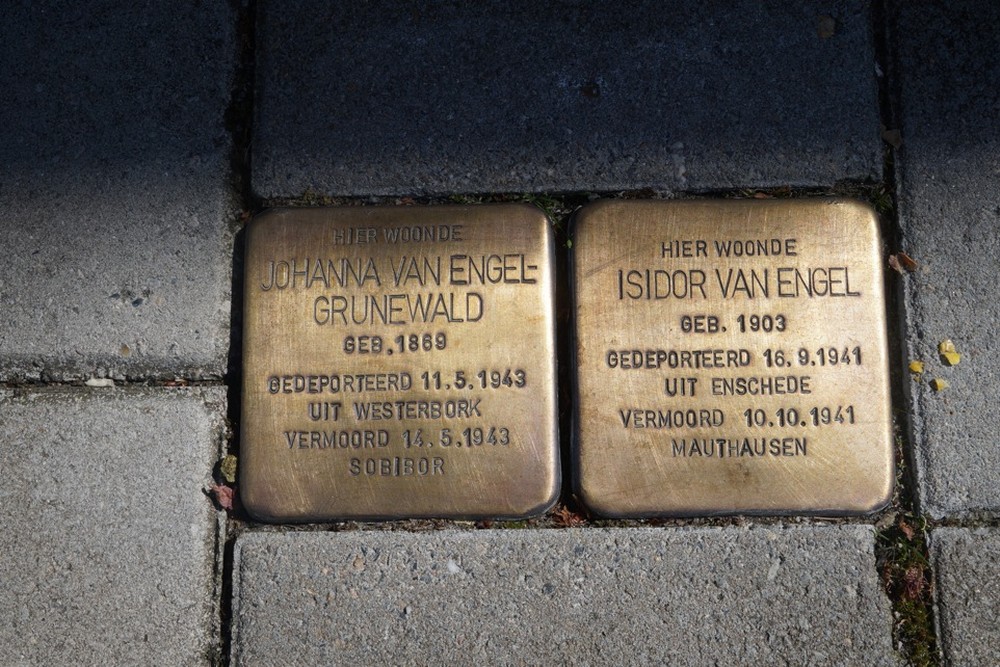 HIER WOONDE
JOHANNA VAN ENGEL-
GRUNEWALD
GEB. 1869
GEDEPORTEERD 11.5.1943
UIT WESTERBORK
VERMOORD 14.5.1943
SOBIBOR
HIER WOONDE
ISIDOR VAN ENGEL
GEB. 1903
GEDEPORTEERD 16.9.1941
UIT ENSCHEDE
VERMOORD 10.10.1941
MAUTHAUSEN